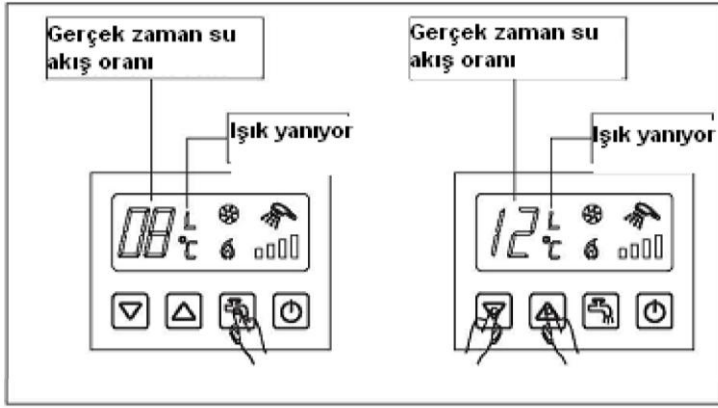 Gerçek zaman su
akış oranı
Işık yanıyor
08 L
°C
Gerçek zaman su
akış oranı
Işık yanıyor
12 L
°C